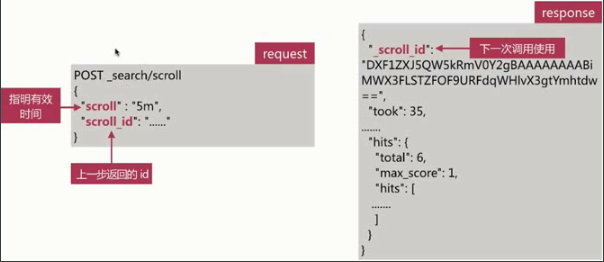 request
POST _search/scroll
{
"scroll" : "5m",
"scroll_id": "......"
}
指明有效
时间
上一步返回的 id
response
{
"_scroll_id":
下一次调用使用
"DXF1ZXJ5QW5kRmV0Y2gBAAAAAAABi
MWX3FLSTZFOF9URFdqWHlvX3gtYmhtdw
==",
"took": 35,
.......
"hits": {
"total": 6,
"max_score": 1,
"hits": [
.......
]
}
}